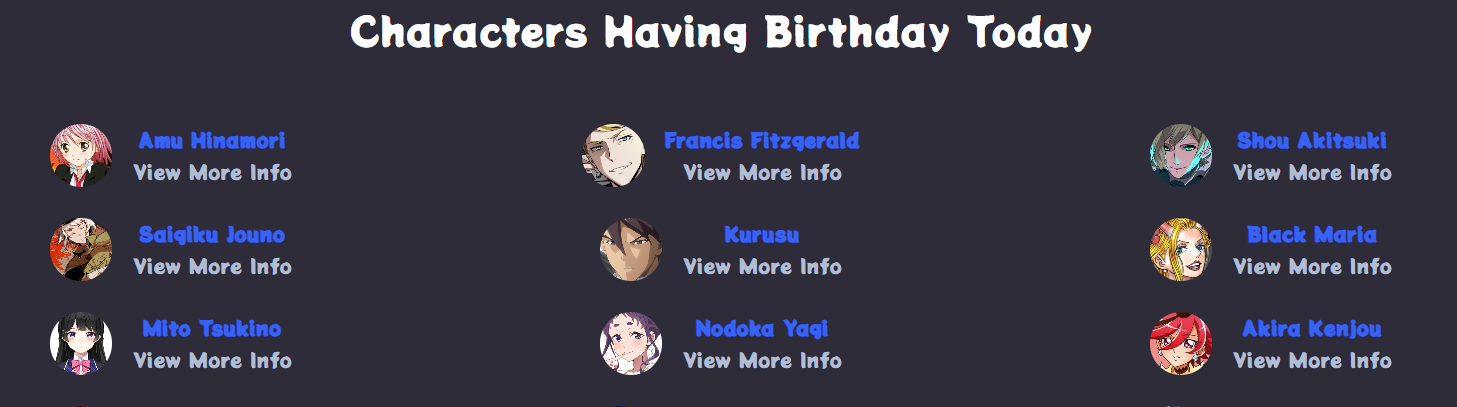 Characters Having Birthday Today
Amu Hinamori
View More Info
Francis Fitzgerald
View More Info
Shou Akitsuki
View More Info
Saigiku Jouno
View More Info
Kurusu
View More Info
Black Maria
View More Info
Mito Tsukino
View More Info
Nodoka Yagi
View More Info
Akira Kenjou
View More Info